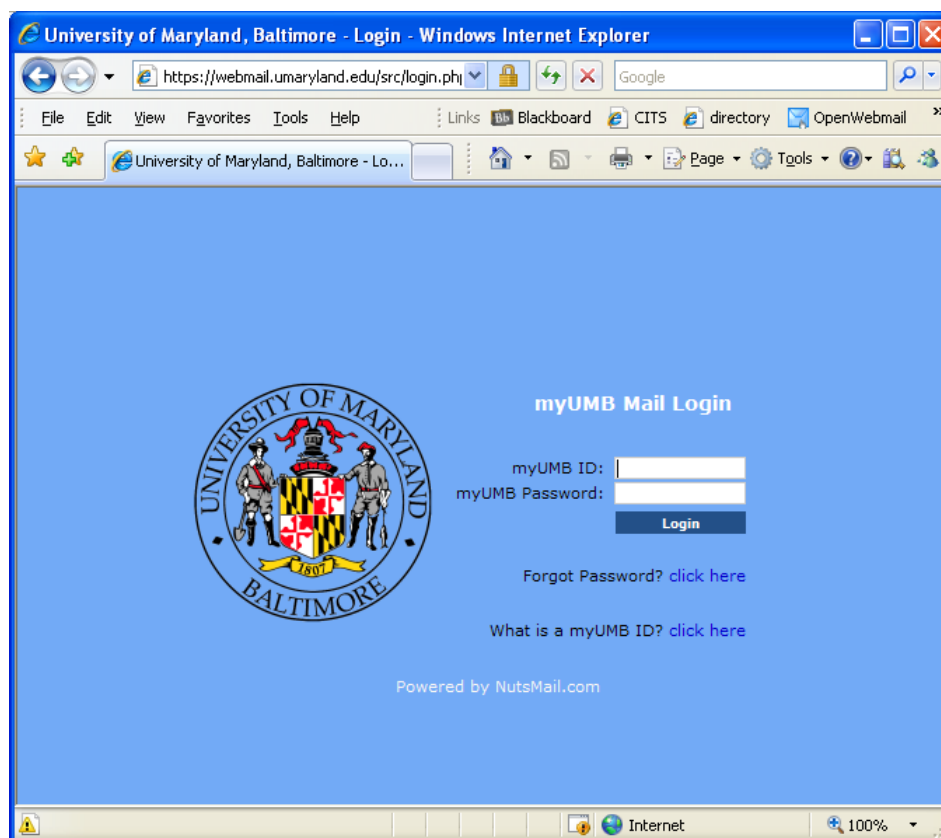 University of Maryland, Baltimore - Login - Windows Internet Explorer
https://webmail.umaryland.edu/src/login.php
Google
File Edit View Favorites Tools Help Links Bb Blackboard CITS directory OpenWebmail »
University of Maryland, Baltimore - Lo... Page Tools
UNIVERSITY OF MARYLAND
1807
BALTIMORE
myUMB Mail Login
myUMB ID:
myUMB Password:
Login
Forgot Password? click here
What is a myUMB ID? click here
Powered by NutsMail.com
Internet 100%